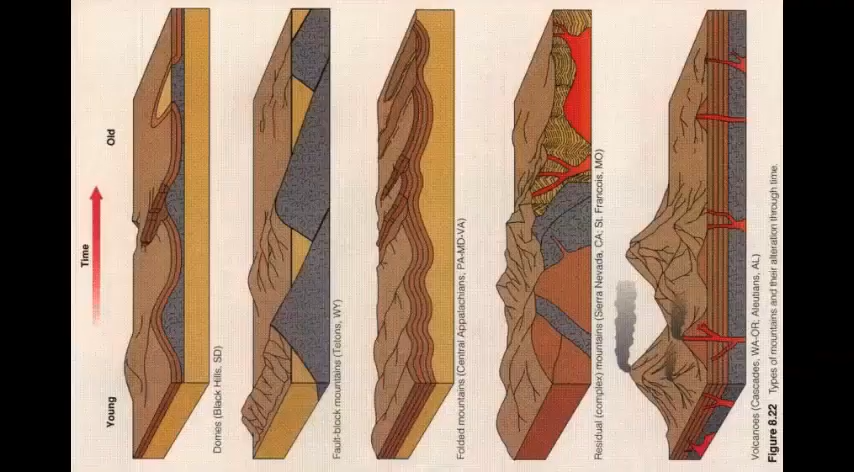 Young
Time
Old
Domes (Black Hills, SD)
Fault-block mountains (Tetons, WY)
Folded mountains (Central Appalachians; PA-MD-VA)
Residual (complex) mountains (Sierra Nevada, CA; St. Francois, MO)
Volcanoes (Cascades, WA-OR; Aleutians, AL)
Figure 8.22 Types of mountains and their alteration through time.